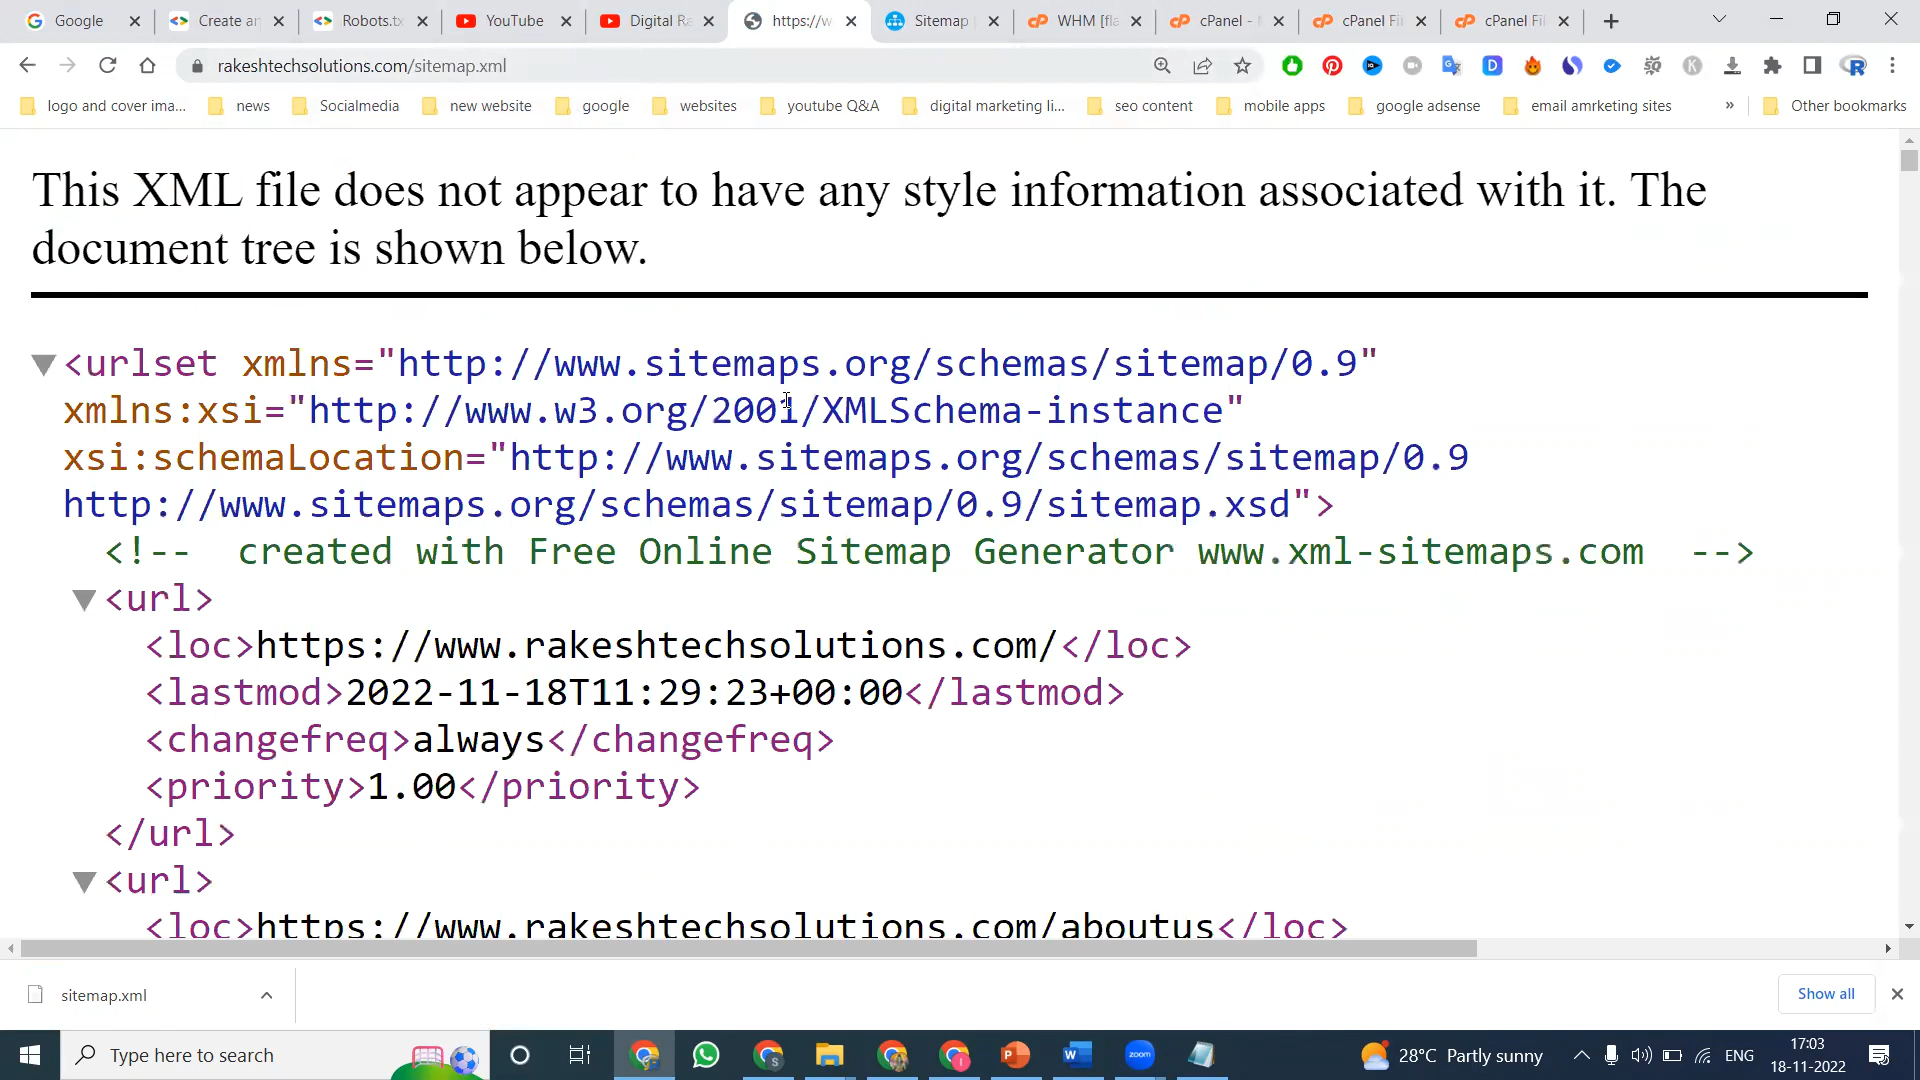 Google
Create an
Robots.tx
YouTube
Digital Ra
https://w
Sitemap
WHM [fla
cPanel - M
cPanel Fil
cPanel Fil
rakeshtechsolutions.com/sitemap.xml
logo and cover ima...
news
Socialmedia
new website
google
websites
youtube Q&A
digital marketing li...
seo content
mobile apps
google adsense
email amrketing sites
»
Other bookmarks
This XML file does not appear to have any style information associated with it. The
document tree is shown below.
<urlset xmlns="http://www.sitemaps.org/schemas/sitemap/0.9"
xmlns:xsi="http://www.w3.org/2001/XMLSchema-instance"
xsi:schemaLocation="http://www.sitemaps.org/schemas/sitemap/0.9
http://www.sitemaps.org/schemas/sitemap/0.9/sitemap.xsd">
<!-- created with Free Online Sitemap Generator www.xml-sitemaps.com -->
<url>
<loc>https://www.rakeshtechsolutions.com/</loc>
<lastmod>2022-11-18T11:29:23+00:00</lastmod>
<changefreq>always</changefreq>
<priority>1.00</priority>
</url>
<url>
<loc>https://www.rakeshtechsolutions.com/aboutus</loc>
sitemap.xml
Show all
Type here to search
zoom
28°C Partly sunny
ENG
17:03
18-11-2022